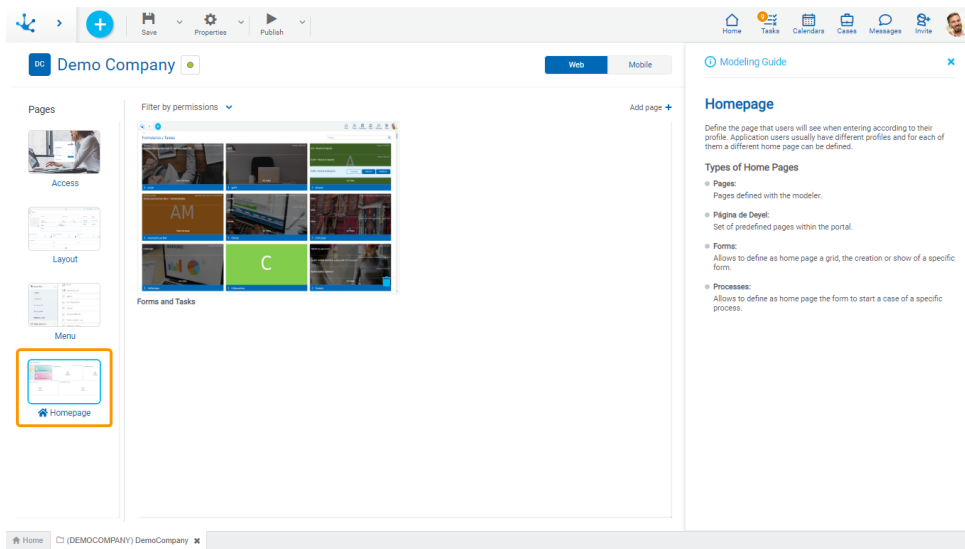 Save
Properties
Publish
Home
Tasks
Calendars
Cases
Messages
Invite
DC
Demo Company
Web
Mobile
Modeling Guide
Pages
Filter by permissions
Add page
Access
Layout
Menu
Homepage
AM
A
C
Forms and Tasks
Homepage
Define the page that users will see when entering according to their
profile. Application users usually have different profiles and for each of
them a different home page can be defined.
Types of Home Pages
Pages:
Pages defined with the modeler.
Página de Deyel:
Set of predefined pages within the portal.
Forms:
Allows to define as home page a grid, the creation or show of a specific
form.
Processes:
Allows to define as home page the form to start a case of a specific
process.
Home
(DEMOCOMPANY) DemoCompany